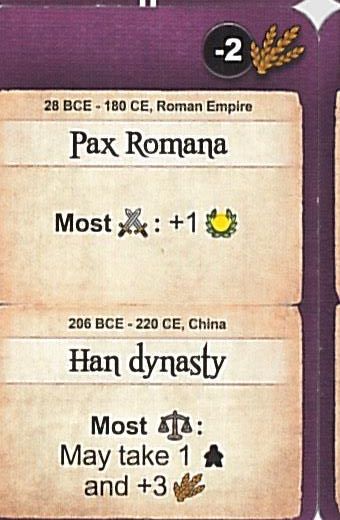 -2
28 BCE - 180 CE, Roman Empire
Pax Romana
Most : +1
206 BCE - 220 CE, China
Han dynasty
Most :
May take 1
and +3